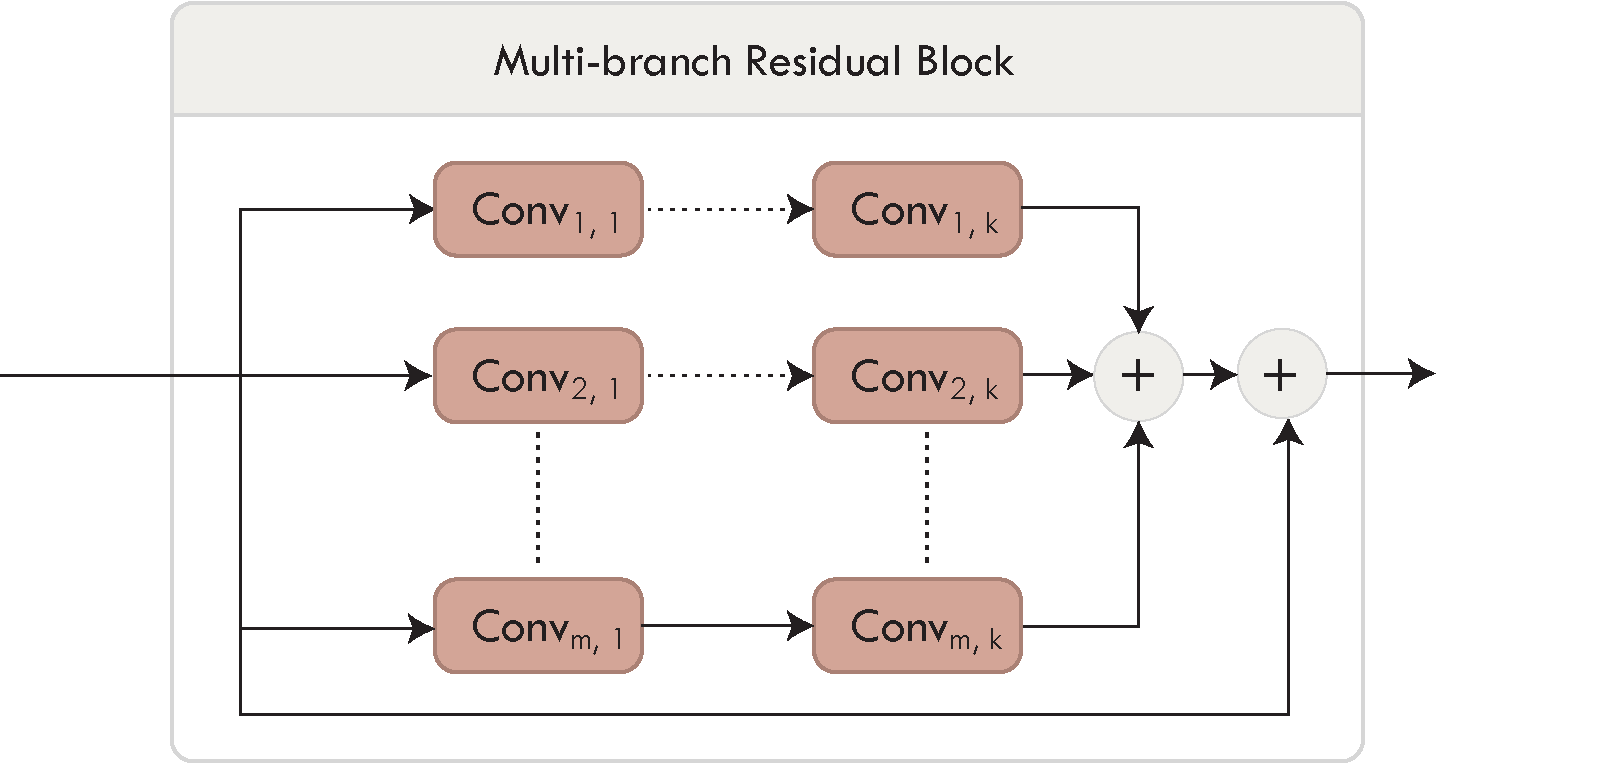 Multi-branch Residual Block
Conv1, 1
Conv1, k
Conv2, 1
Conv2, k
+
+
Convm, 1
Convm, k